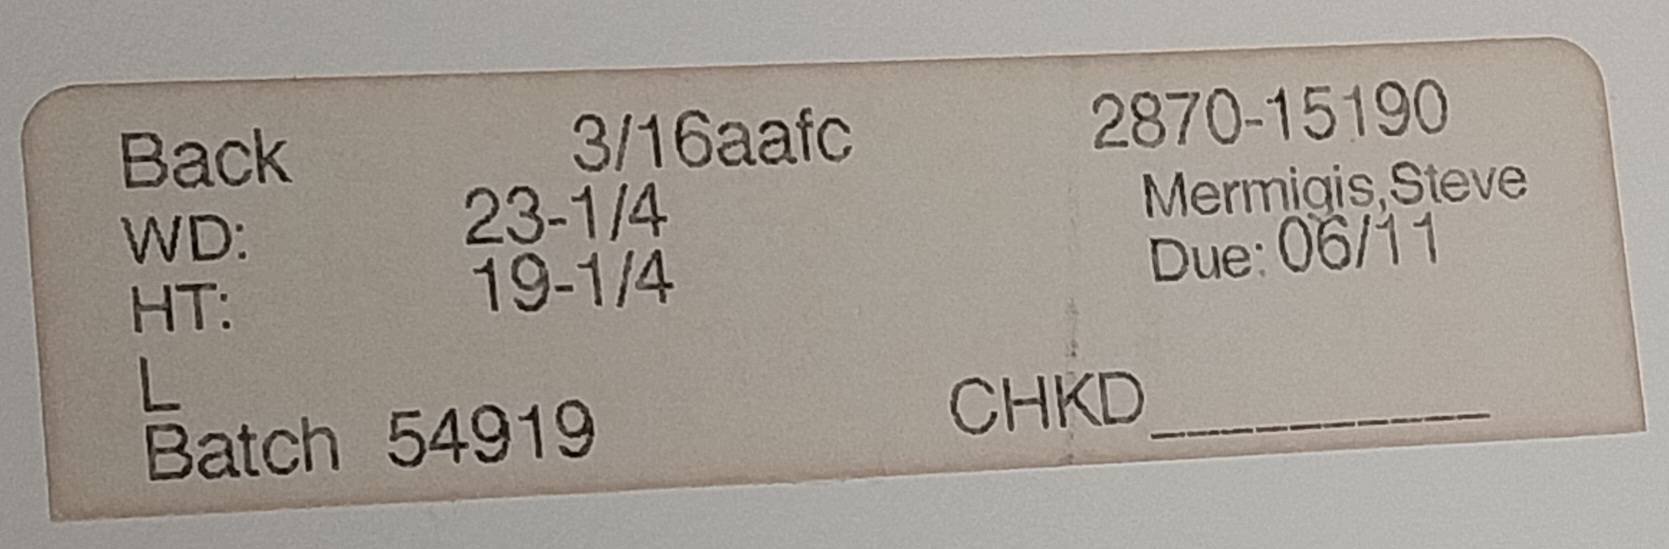 Back 3/16aafc 2870-15190
WD: 23-1/4 Mermigis,Steve
HT: 19-1/4 Due: 06/11
L
Batch 54919 CHKD_________